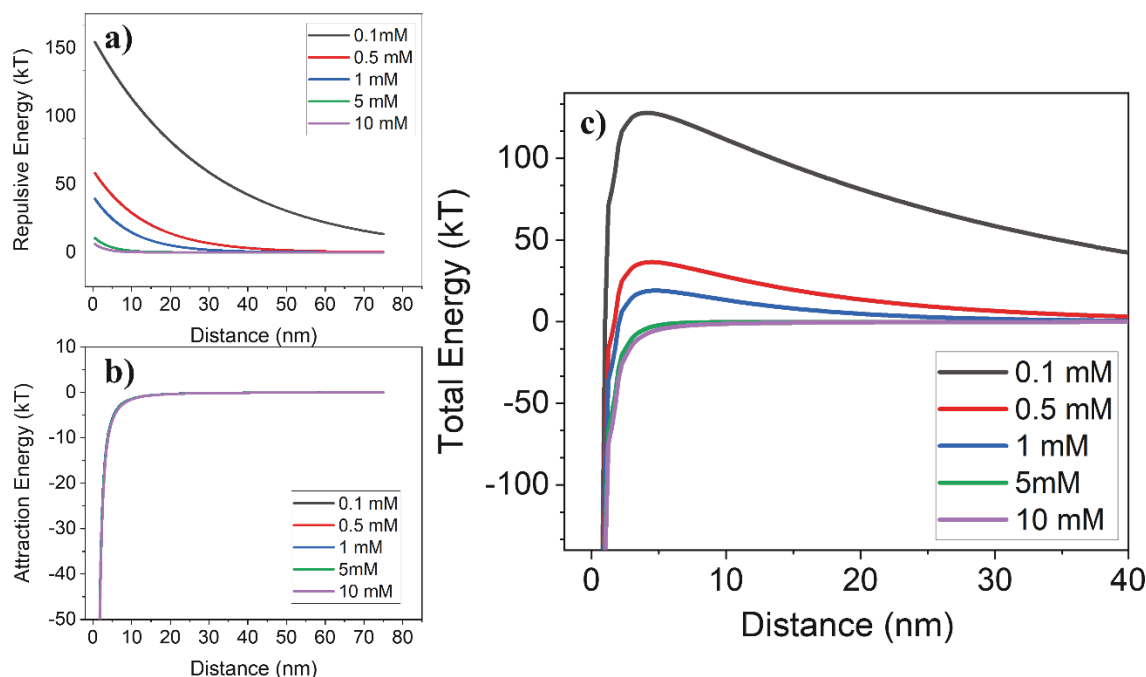 a)
Repulsive Energy (kT)
150
100
50
0
0.1mM
0.5 mM
1 mM
5 mM
10 mM
0 10 20 30 40 50 60 70 80
Distance (nm)
b)
Attraction Energy (kT)
10
0
-10
-20
-30
-40
-50
0.1 mM
0.5 mM
1 mM
5mM
10 mM
0 10 20 30 40 50 60 70 80
Distance (nm)
c)
Total Energy (kT)
100
50
0
-50
-100
0.1 mM
0.5 mM
1 mM
5mM
10 mM
0 10 20 30 40
Distance (nm)